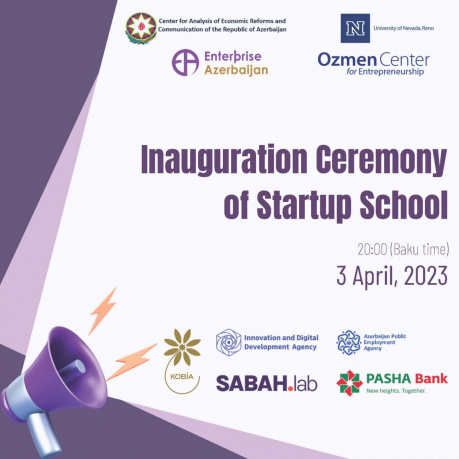 Center for Analysis of Economic Reforms and
Communication of the Republic of Azerbaijan
N
University of Nevada, Reno
Enterprise
Azerbaijan
Ozmen Center
for Entrepreneurship
Inauguration Ceremony
of Startup School
20:00 (Baku time)
3 April, 2023
KOBİA
Innovation and Digital
Development Agency
Azerbaijan Public
Employment
Agency
SABAH.lab
PASHA Bank
New heights. Together.